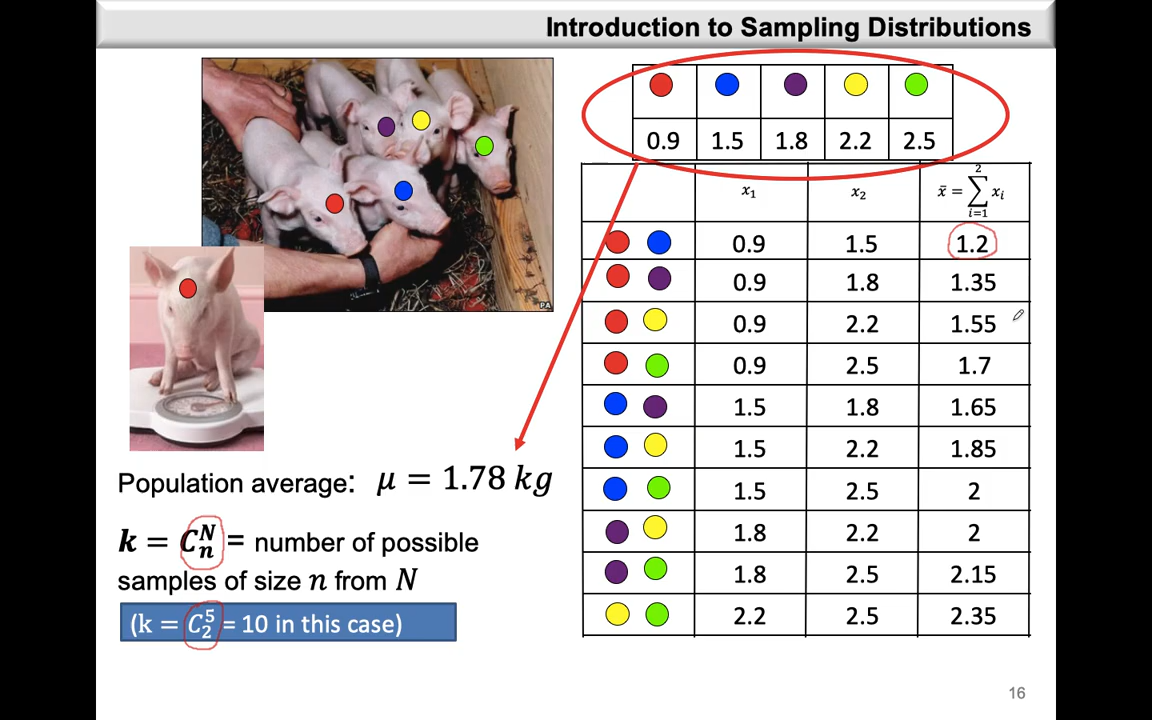 Introduction to Sampling Distributions
0.9 1.5 1.8 2.2 2.5
x₁ x₂ x̄ = ∑_{i=1}^{2} xᵢ
0.9 1.5 1.2
0.9 1.8 1.35
0.9 2.2 1.55
0.9 2.5 1.7
1.5 1.8 1.65
1.5 2.2 1.85
1.5 2.5 2
1.8 2.2 2
1.8 2.5 2.15
2.2 2.5 2.35
PA
Population average: μ = 1.78 kg
k = C_n^N = number of possible
samples of size n from N
(k = C_2^5 = 10 in this case)
16